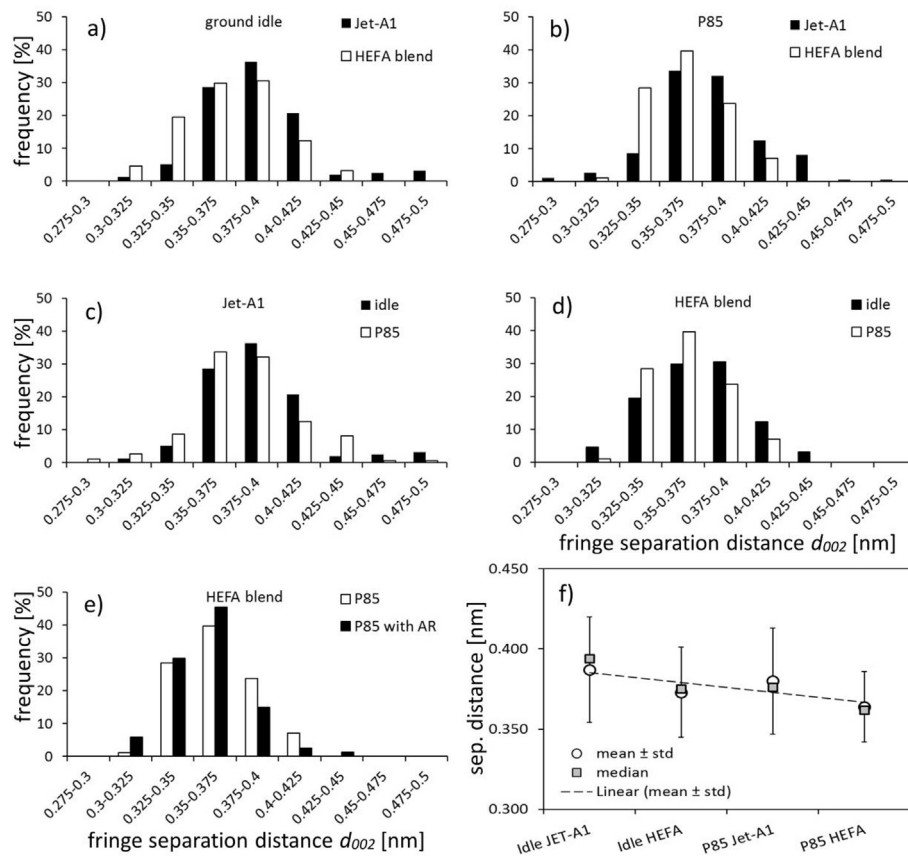 a)
ground idle
Jet-A1
HEFA blend
frequency [%]
50
40
30
20
10
0
0.275-0.3
0.3-0.325
0.325-0.35
0.35-0.375
0.375-0.4
0.4-0.425
0.425-0.45
0.45-0.475
0.475-0.5
b)
P85
Jet-A1
HEFA blend
50
40
30
20
10
0
0.275-0.3
0.3-0.325
0.325-0.35
0.35-0.375
0.375-0.4
0.4-0.425
0.425-0.45
0.45-0.475
0.475-0.5
c)
Jet-A1
idle
P85
frequency [%]
50
40
30
20
10
0
0.275-0.3
0.3-0.325
0.325-0.35
0.35-0.375
0.375-0.4
0.4-0.425
0.425-0.45
0.45-0.475
0.475-0.5
d)
HEFA blend
idle
P85
50
40
30
20
10
0
0.275-0.3
0.3-0.325
0.325-0.35
0.35-0.375
0.375-0.4
0.4-0.425
0.425-0.45
0.45-0.475
0.475-0.5
fringe separation distance d002 [nm]
e)
HEFA blend
P85
P85 with AR
frequency [%]
50
40
30
20
10
0
0.275-0.3
0.3-0.325
0.325-0.35
0.35-0.375
0.375-0.4
0.4-0.425
0.425-0.45
0.45-0.475
0.475-0.5
fringe separation distance d002 [nm]
f)
sep. distance [nm]
0.450
0.400
0.350
0.300
mean ± std
median
Linear (mean ± std)
Idle JET-A1
Idle HEFA
P85 Jet-A1
P85 HEFA